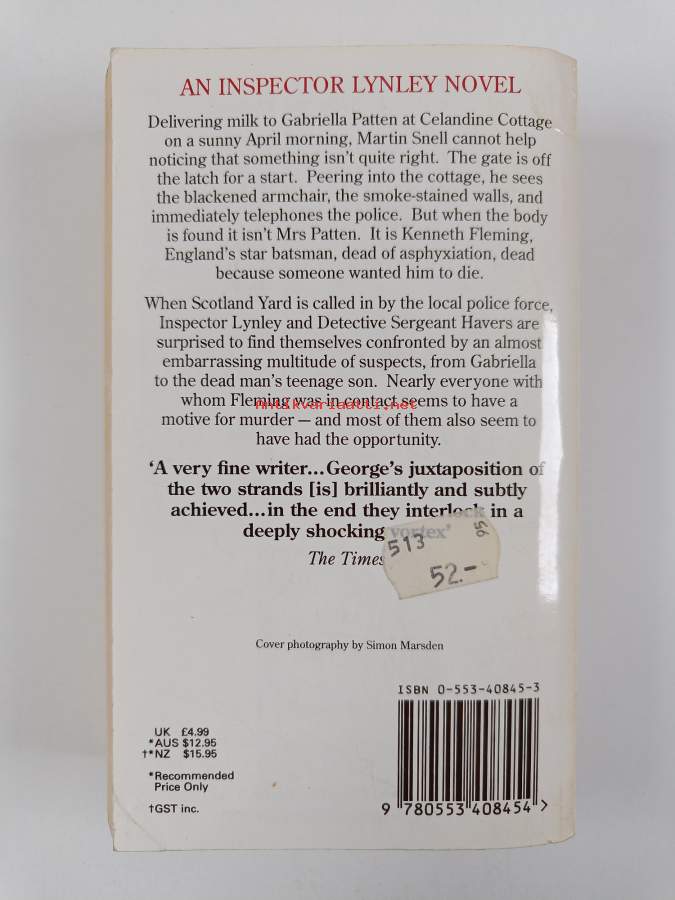 AN INSPECTOR LYNLEY NOVEL
Delivering milk to Gabriella Patten at Celandine Cottage
on a sunny April morning, Martin Snell cannot help
noticing that something isn't quite right. The gate is off
the latch for a start. Peering into the cottage, he sees
the blackened armchair, the smoke-stained walls, and
immediately telephones the police. But when the body
is found it isn't Mrs Patten. It is Kenneth Fleming,
England's star batsman, dead of asphyxiation, dead
because someone wanted him to die.
When Scotland Yard is called in by the local police force,
Inspector Lynley and Detective Sergeant Havers are
surprised to find themselves confronted by an almost
embarrassing multitude of suspects, from Gabriella
to the dead man's teenage son. Nearly everyone with
whom Fleming was in contact seems to have a
antikvariaatti.net
motive for murder — and most of them also seem to
have had the opportunity.
'A very fine writer...George's juxtaposition of
the two strands [is] brilliantly and subtly
achieved...in the end they interlock in a
deeply shocking vortex'
The Times
513
95
52.-
Cover photography by Simon Marsden
ISBN 0-553-40845-3
UK £4.99
*AUS $12.95
†*NZ $15.95
*Recommended
Price Only
†GST inc.
9 780553 408454 >